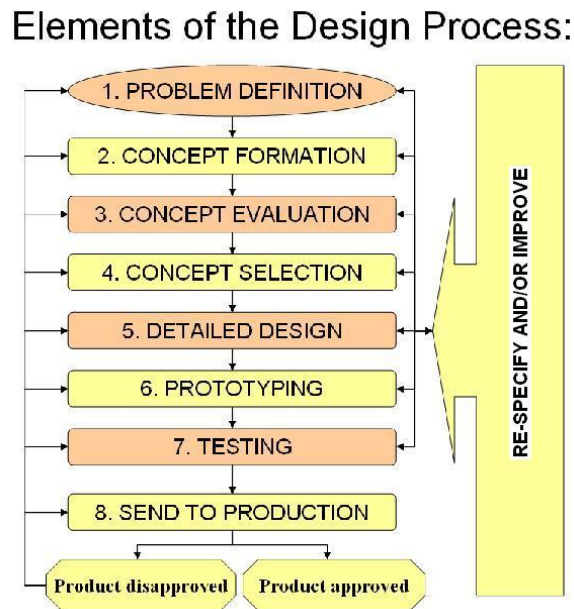 Elements of the Design Process:
1. PROBLEM DEFINITION
2. CONCEPT FORMATION
3. CONCEPT EVALUATION
4. CONCEPT SELECTION
5. DETAILED DESIGN
6. PROTOTYPING
7. TESTING
8. SEND TO PRODUCTION
Product disapproved
Product approved
RE-SPECIFY AND/OR IMPROVE